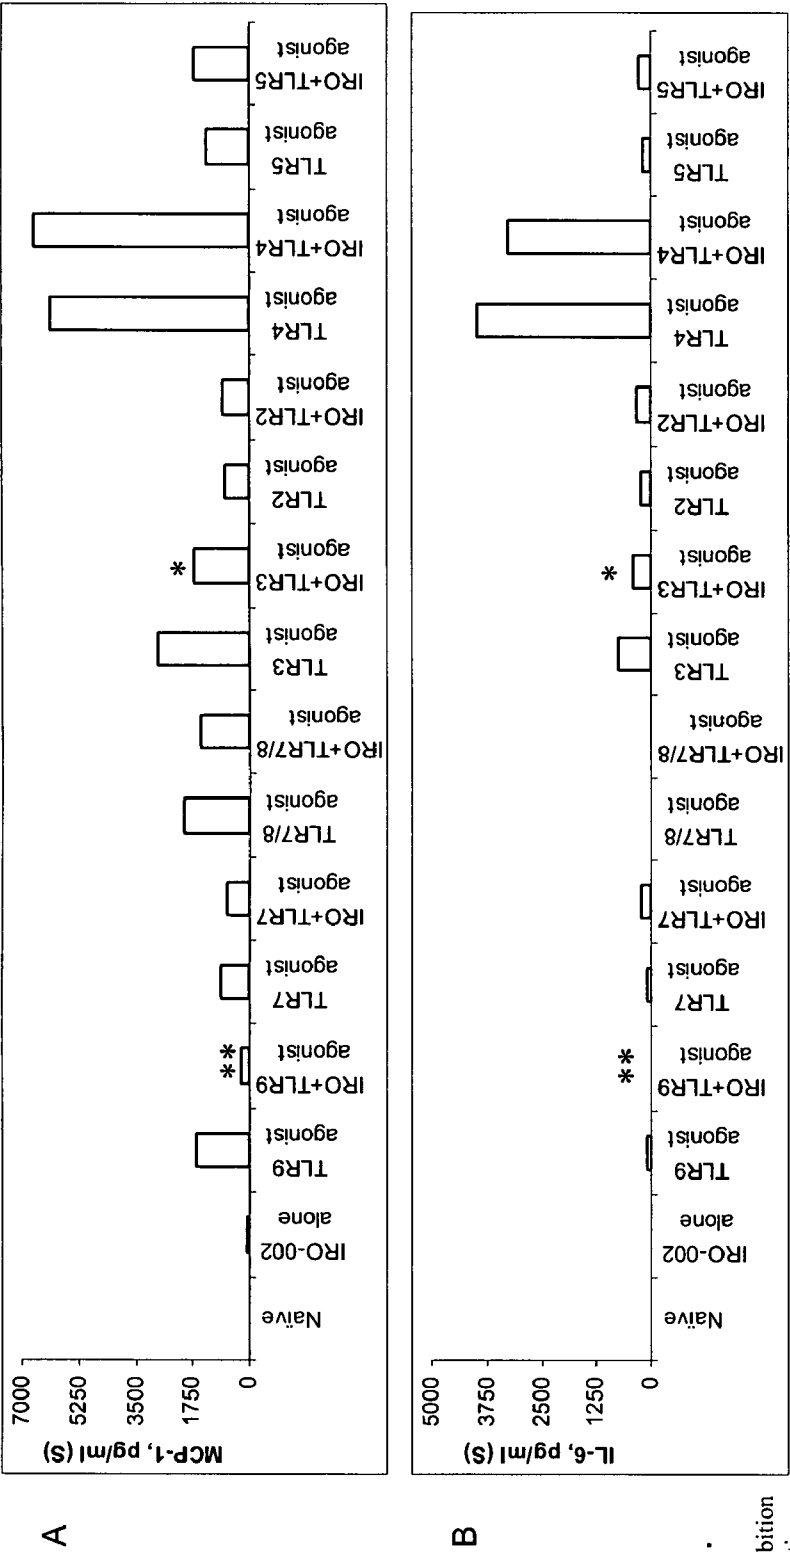 A
MCP-1, pg/ml (S)
7000
5250
3500
1750
0
Naïve
IRO-002
alone
TLR9
agonist
**
IRO+TLR9
agonist
TLR7
agonist
IRO+TLR7
agonist
TLR7/8
agonist
IRO+TLR7/8
agonist
TLR3
agonist
*
IRO+TLR3
agonist
TLR2
agonist
IRO+TLR2
agonist
TLR4
agonist
IRO+TLR4
agonist
TLR5
agonist
IRO+TLR5
agonist
B
IL-6, pg/ml (S)
5000
3750
2500
1250
0
Naïve
IRO-002
alone
TLR9
agonist
**
IRO+TLR9
agonist
TLR7
agonist
IRO+TLR7
agonist
TLR7/8
agonist
IRO+TLR7/8
agonist
TLR3
agonist
*
IRO+TLR3
agonist
TLR2
agonist
IRO+TLR2
agonist
TLR4
agonist
IRO+TLR4
agonist
TLR5
agonist
IRO+TLR5
agonist
bition